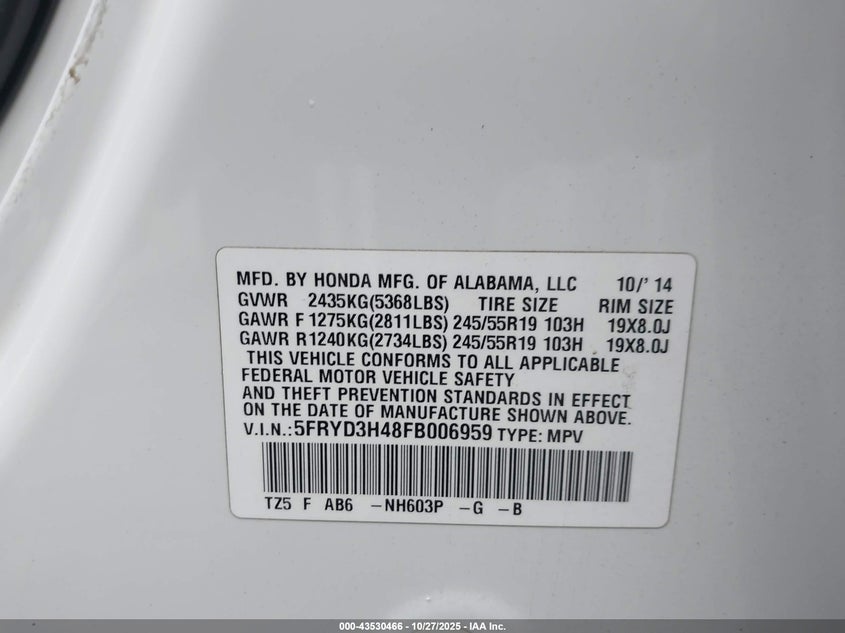 MFD. BY HONDA MFG. OF ALABAMA, LLC 10/'14
GVWR 2435KG(5368LBS) TIRE SIZE RIM SIZE
GAWR F 1275KG(2811LBS) 245/55R19 103H 19X8.0J
GAWR R1240KG(2734LBS) 245/55R19 103H 19X8.0J
THIS VEHICLE CONFORMS TO ALL APPLICABLE
FEDERAL MOTOR VEHICLE SAFETY
AND THEFT PREVENTION STANDARDS IN EFFECT
ON THE DATE OF MANUFACTURE SHOWN ABOVE.
V.I.N.:5FRYD3H48FB006959 TYPE: MPV
TZ5 F AB6 -NH603P -G -B
000-43530466 - 10/27/2025 - IAA Inc.